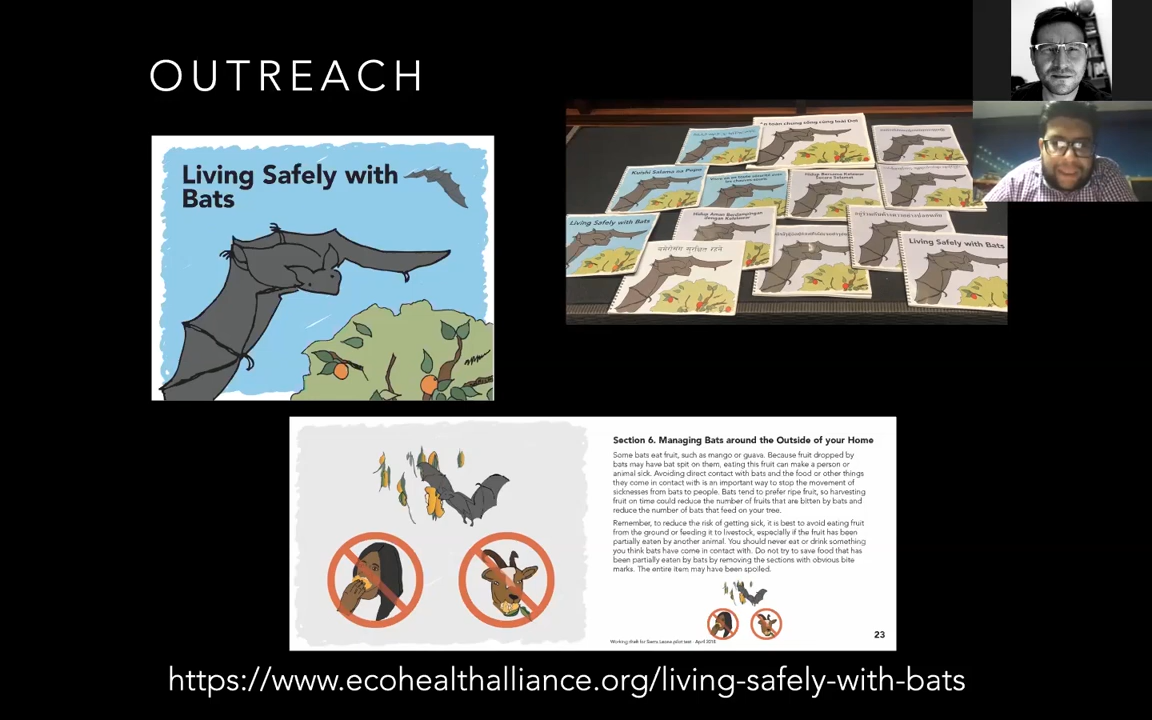 OUTREACH
Living Safely with
Bats
Kuishi Salama na Popo
Living Safely with Bats
Living Safely with Bats
Section 6. Managing Bats around the Outside of your Home
Some bats eat fruit, such as mango or guava. Because fruit dropped by
bats may have bat spit on them, eating this fruit can make a person or
animal sick. Avoiding direct contact with bats and the food or other things
they come in contact with is an important way to stop the movement of
sicknesses from bats to people. Bats tend to prefer ripe fruit, so harvesting
fruit on time could reduce the number of fruits that are bitten by bats and
reduce the number of bats that feed on your tree.
Remember, to reduce the risk of getting sick, it is best to avoid eating fruit
from the ground or feeding it to livestock, especially if the fruit has been
partially eaten by another animal. You should never eat or drink something
you think bats have come in contact with. Do not try to save food that has
been partially eaten by bats by removing the sections with obvious bite
marks. The entire item may have been spoiled.
Working draft for Sierra Leone pilot test - April 2018
23
https://www.ecohealthalliance.org/living-safely-with-bats